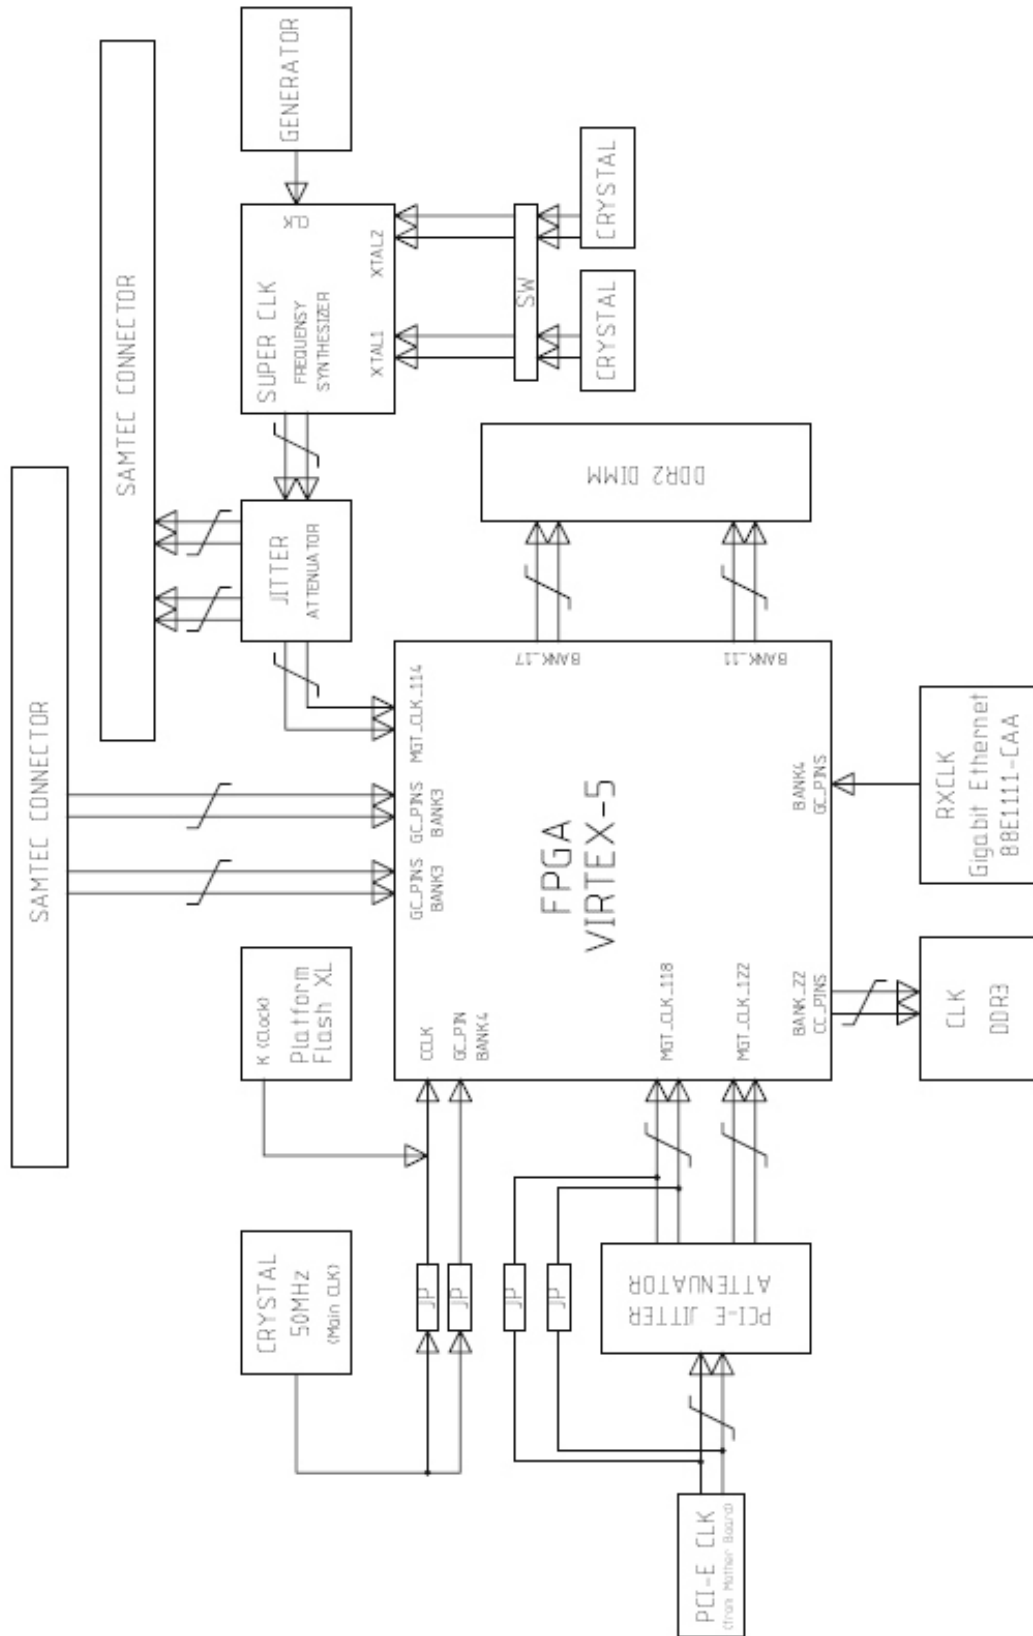 SAMTEC CONNECTOR
SAMTEC CONNECTOR
GENERATOR
CLK
SUPER CLK
FREQUENSY
SYNTHESIZER
XTAL1
XTAL2
SW
CRYSTAL
CRYSTAL
JITTER
ATTENUATOR
DDR2 DIMM
MGT_CLK_114
GC_PINS
BANK3
GC_PINS
BANK3
BANK_17
BANK_11
FPGA
VIRTEX-5
K (Clock)
Platform
Flash XL
CCLK
GC_PIN
BANK4
MGT_CLK_118
MGT_CLK_122
BANK_22
CC_PINS
BANK4
GC_PINS
RXCLK
Gigabit Ethernet
88E1111-CAA
CLK
DDR3
CRYSTAL
50MHz
(Main CLK)
JP
JP
JP
JP
PCI-E JITTER
ATTENUATOR
PCI-E CLK
(from Mother Board)